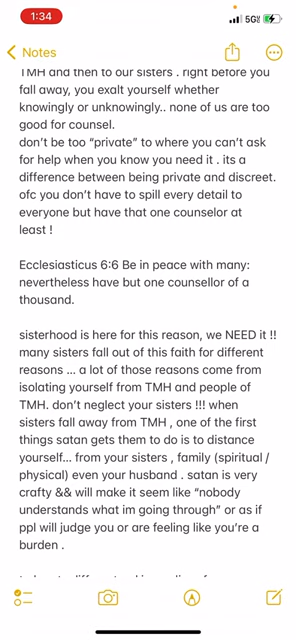 1:34
5G
Notes
TMH and then to our sisters . right before you
fall away, you exalt yourself whether
knowingly or unknowingly.. none of us are too
good for counsel.
don’t be too “private” to where you can’t ask
for help when you know you need it . its a
difference between being private and discreet.
ofc you don’t have to spill every detail to
everyone but have that one counselor at
least !
Ecclesiasticus 6:6 Be in peace with many:
nevertheless have but one counsellor of a
thousand.
sisterhood is here for this reason, we NEED it !!
many sisters fall out of this faith for different
reasons ... a lot of those reasons come from
isolating yourself from TMH and people of
TMH. don’t neglect your sisters !!! when
sisters fall away from TMH , one of the first
things satan gets them to do is to distance
yourself... from your sisters , family (spiritual /
physical) even your husband . satan is very
crafty && will make it seem like “nobody
understands what im going through” or as if
ppl will judge you or are feeling like you’re a
burden .